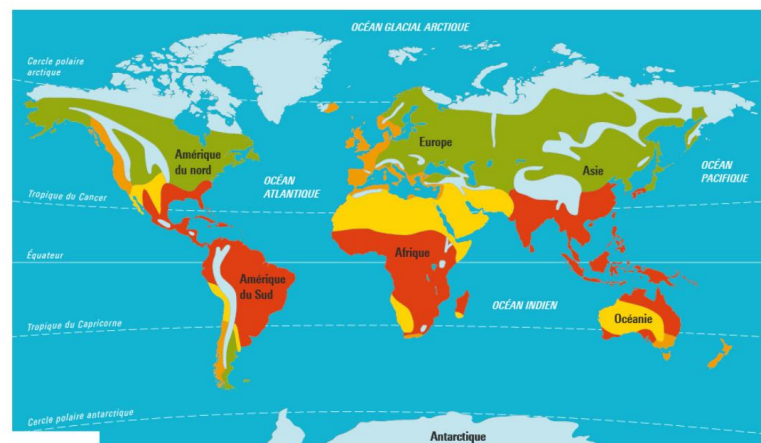 OCÉAN GLACIAL ARCTIQUE
Cercle polaire
arctique
Europe
Amérique
du nord
Asie
OCÉAN
PACIFIQUE
OCÉAN
ATLANTIQUE
Tropique du Cancer
Équateur
Afrique
Amérique
du Sud
OCÉAN INDIEN
Océanie
Tropique du Capricorne
Cercle polaire antarctique
Antarctique